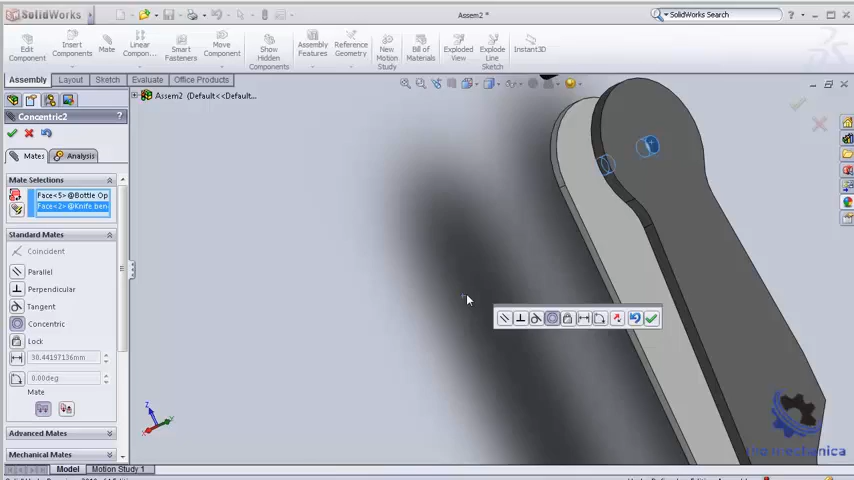 SolidWorks
Assem2 *
SolidWorks Search
Edit Component
Insert Components
Mate
Linear Compon...
Smart Fasteners
Move Component
Show Hidden Components
Assembly Features
Reference Geometry
New Motion Study
Bill of Materials
Exploded View
Explode Line Sketch
Instant3D
Assembly Layout Sketch Evaluate Office Products
Assem2 (Default<<Default...
Concentric2
?
Mates Analysis
Mate Selections
Face<5>@Bottle Op
Face<2>@Knife ben
Standard Mates
Coincident
Parallel
Perpendicular
Tangent
Concentric
Lock
30.44197136mm
0.00deg
Mate
Advanced Mates
Mechanical Mates
Z
X
Model Motion Study 1